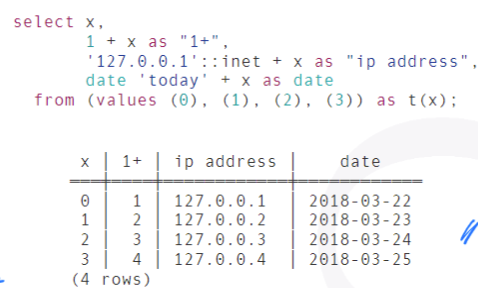 select x,
1 + x as "1+",
'127.0.0.1'::inet + x as "ip address",
date 'today' + x as date
from (values (0), (1), (2), (3)) as t(x);
x | 1+ | ip address | date
0 | 1 | 127.0.0.1 | 2018-03-22
1 | 2 | 127.0.0.2 | 2018-03-23
2 | 3 | 127.0.0.3 | 2018-03-24
3 | 4 | 127.0.0.4 | 2018-03-25
(4 rows)